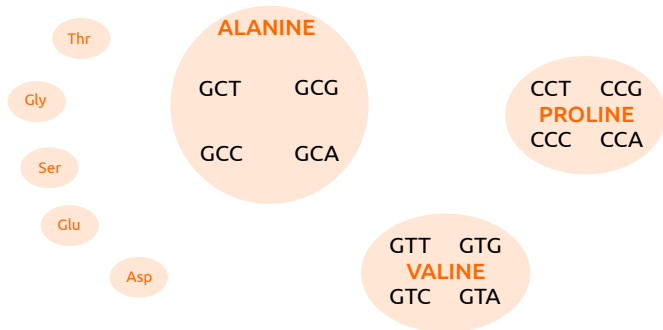 Thr
Gly
Ser
Glu
Asp
ALANINE
GCT GCG
GCC GCA
CCT CCG
PROLINE
CCC CCA
GTT GTG
VALINE
GTC GTA